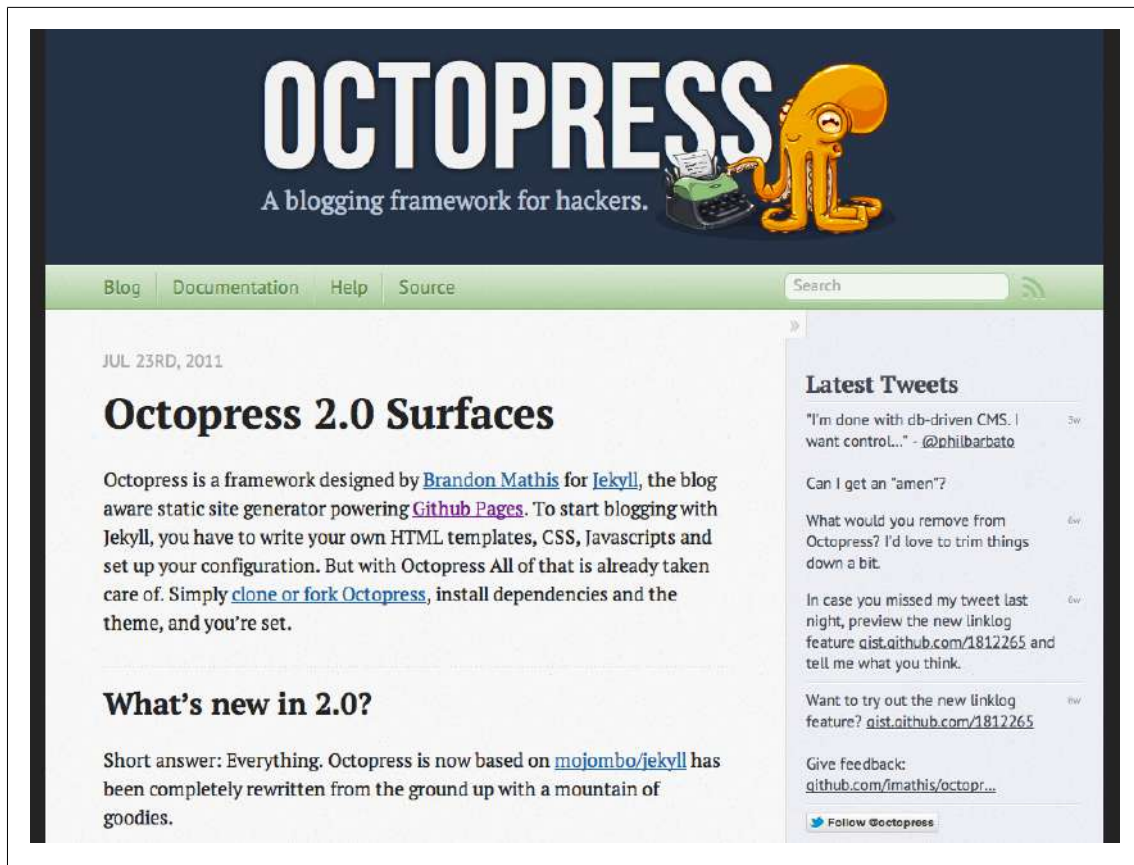 OCTOPRESS
A blogging framework for hackers.
Blog
Documentation
Help
Source
Search
»
JUL 23RD, 2011
Octopress 2.0 Surfaces
Octopress is a framework designed by Brandon Mathis for Jekyll, the blog
aware static site generator powering Github Pages. To start blogging with
Jekyll, you have to write your own HTML templates, CSS, Javascripts and
set up your configuration. But with Octopress All of that is already taken
care of. Simply clone or fork Octopress, install dependencies and the
theme, and you're set.
What's new in 2.0?
Short answer: Everything. Octopress is now based on mojombo/jekyll has
been completely rewritten from the ground up with a mountain of
goodies.
Latest Tweets
"I'm done with db-driven CMS. I 3w
want control..." - @philbarbato
Can I get an "amen"?
What would you remove from 6w
Octopress? I'd love to trim things
down a bit.
In case you missed my tweet last 6w
night, preview the new linklog
feature gist.github.com/1812265 and
tell me what you think.
Want to try out the new linklog
feature? gist.github.com/1812265
Give feedback:
github.com/imathis/octopr...
Follow @octopress